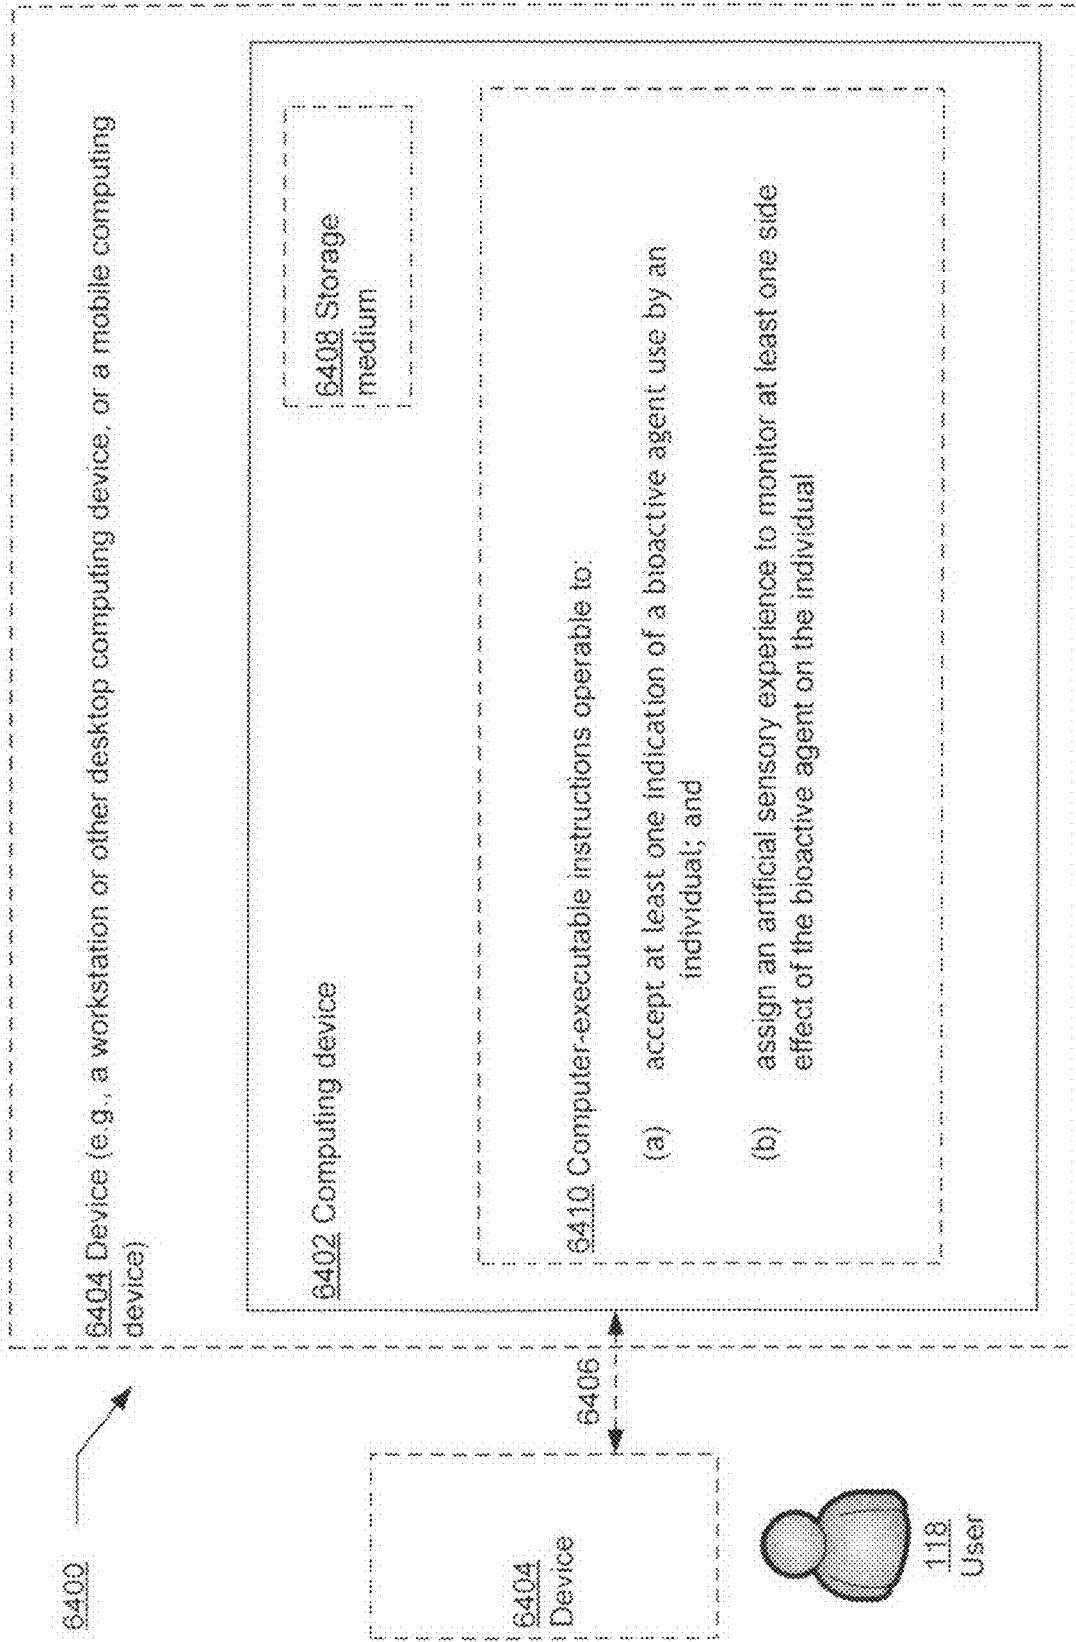 6400
6404 Device (e.g., a workstation or other desktop computing device, or a mobile computing
device)
6402 Computing device
6408 Storage
medium
6410 Computer-executable instructions operable to:
(a) accept at least one indication of a bioactive agent use by an
individual; and
(b) assign an artificial sensory experience to monitor at least one side
effect of the bioactive agent on the individual
6406
6404
Device
118
User